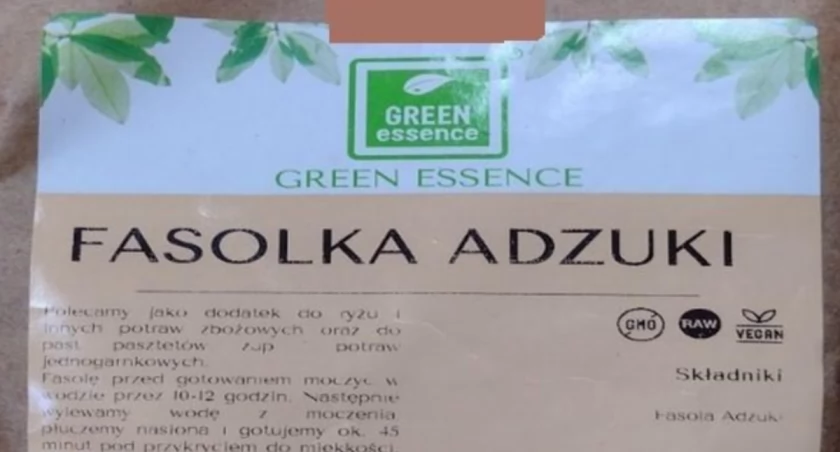 GREEN
essence
GREEN ESSENCE
FASOLKA ADZUKI
Polecamy jako dodatek do ryżu i
innych potraw zbożowych oraz do
past pasztetów zup potraw
jednogarnkowych.
Fasolę przed gotowaniem moczyć w
wodzie przez 10-12 godzin. Następnie
wylewamy wodę z moczenia,
płuczemy nasiona i gotujemy ok. 45
minut pod przykryciem do miękkości.
GMO
RAW
VEGAN
Składniki
Fasola Adzuki